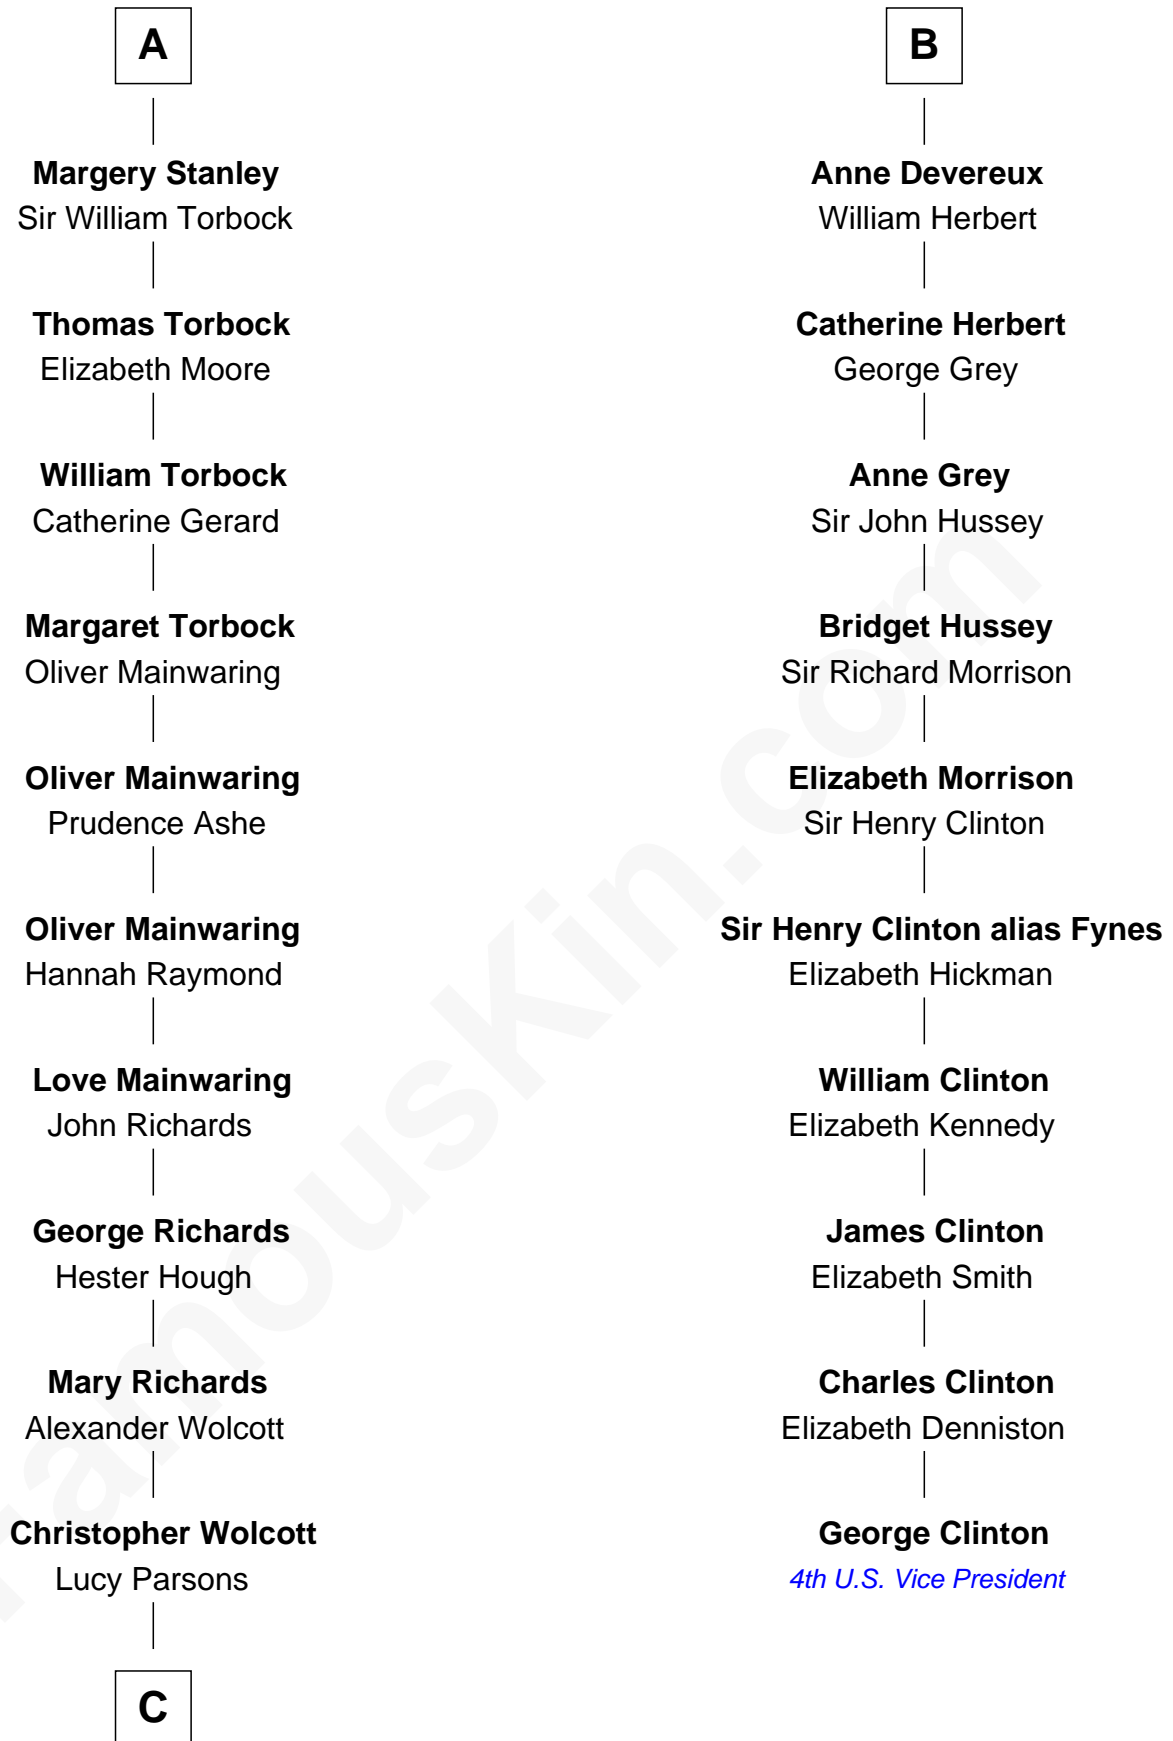 A
Margery Stanley
Sir William Torbock
Thomas Torbock
Elizabeth Moore
William Torbock
Catherine Gerard
Margaret Torbock
Oliver Mainwaring
Oliver Mainwaring
Prudence Ashe
Oliver Mainwaring
Hannah Raymond
Love Mainwaring
John Richards
George Richards
Hester Hough
Mary Richards
Alexander Wolcott
Christopher Wolcott
Lucy Parsons
C
B
Anne Devereux
William Herbert
Catherine Herbert
George Grey
Anne Grey
Sir John Hussey
Bridget Hussey
Sir Richard Morrison
Elizabeth Morrison
Sir Henry Clinton
Sir Henry Clinton alias Fynes
Elizabeth Hickman
William Clinton
Elizabeth Kennedy
James Clinton
Elizabeth Smith
Charles Clinton
Elizabeth Denniston
George Clinton
4th U.S. Vice President
FamousKin.com